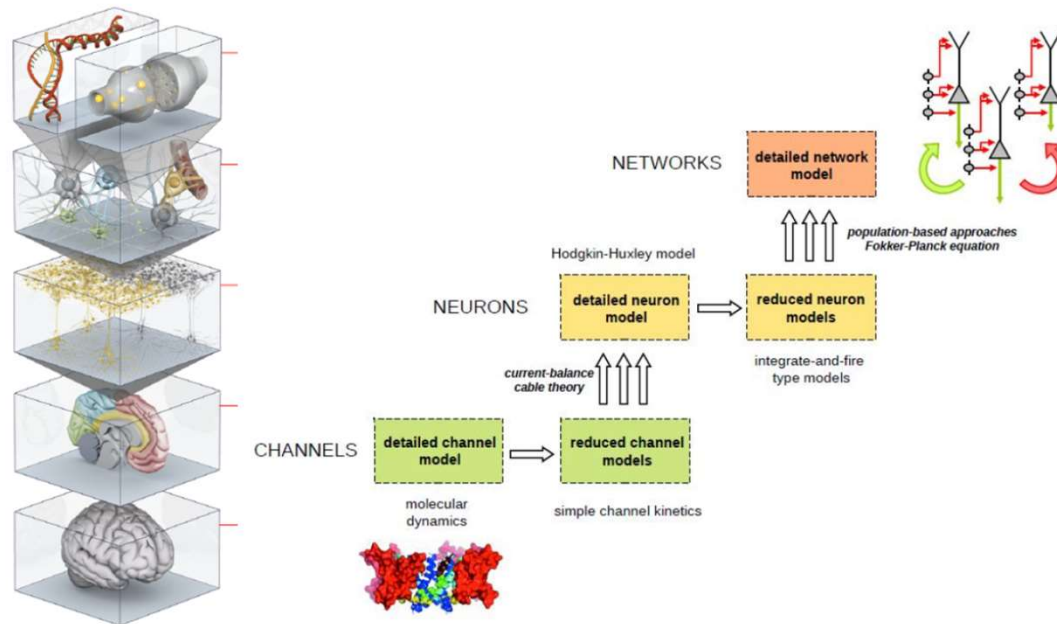 NETWORKS
detailed network
model
population-based approaches
Fokker-Planck equation
Hodgkin-Huxley model
NEURONS
detailed neuron
model
reduced neuron
models
integrate-and-fire
type models
current-balance
cable theory
CHANNELS
detailed channel
model
reduced channel
models
molecular
dynamics
simple channel kinetics